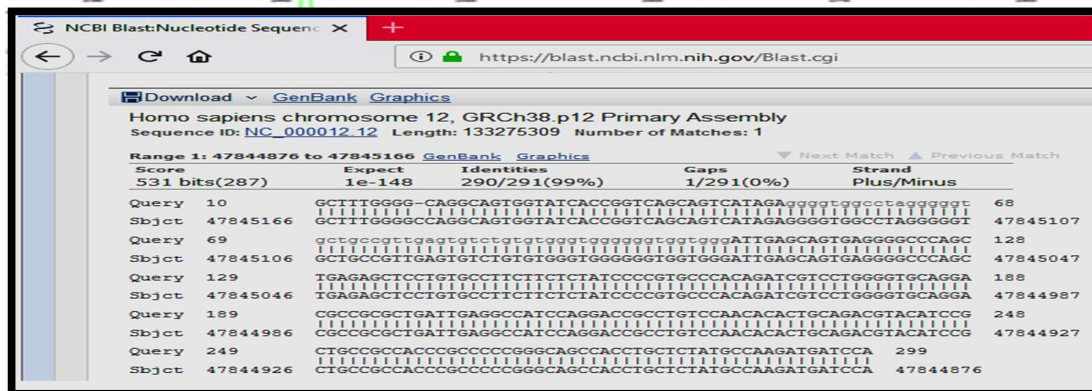 NCBI Blast:Nucleotide Sequenc
https://blast.ncbi.nlm.nih.gov/Blast.cgi
Download GenBank Graphics
Homo sapiens chromosome 12, GRCh38.p12 Primary Assembly
Sequence ID: NC_000012.12 Length: 133275309 Number of Matches: 1
Range 1: 47844876 to 47845166 GenBank Graphics Next Match Previous Match
Score Expect Identities Gaps Strand
531 bits(287) 1e-148 290/291(99%) 1/291(0%) Plus/Minus
Query 10 GCTTTGGGG-CAGGCAGTGGTATCACCGGTCAGCAGTCATAGAggggtggcctagggggt 68
Sbjct 47845166 GCTTTGGGGCCAGGCAGTGGTATCACCGGTCAGCAGTCATAGAGGGGTGGCCTAGGGGGT 47845107
Query 69 gctgccgttgagtgtctgtgtgggtggggggtggtgggATTGAGCAGTGAGGGGCCCAGC 128
Sbjct 47845106 GCTGCCGTTGAGTGTCTGTGTGGGTGGGGGGTGGTGGGATTGAGCAGTGAGGGGCCCAGC 47845047
Query 129 TGAGAGCTCCTGTGCCTTCTTCTCTATCCCCGTGCCCACAGATCGTCCTGGGGTGCAGGA 188
Sbjct 47845046 TGAGAGCTCCTGTGCCTTCTTCTCTATCCCCGTGCCCACAGATCGTCCTGGGGTGCAGGA 47844987
Query 189 CGCCGCGCTGATTGAGGCCATCCAGGACCGCCTGTCCAACACACTGCAGACGTACATCCG 248
Sbjct 47844986 CGCCGCGCTGATTGAGGCCATCCAGGACCGCCTGTCCAACACACTGCAGACGTACATCCG 47844927
Query 249 CTGCCGCCACCCGCCCCCGGGCAGCCACCTGCTCTATGCCAAGATGATCCA 299
Sbjct 47844926 CTGCCGCCACCCGCCCCCGGGCAGCCACCTGCTCTATGCCAAGATGATCCA 47844876